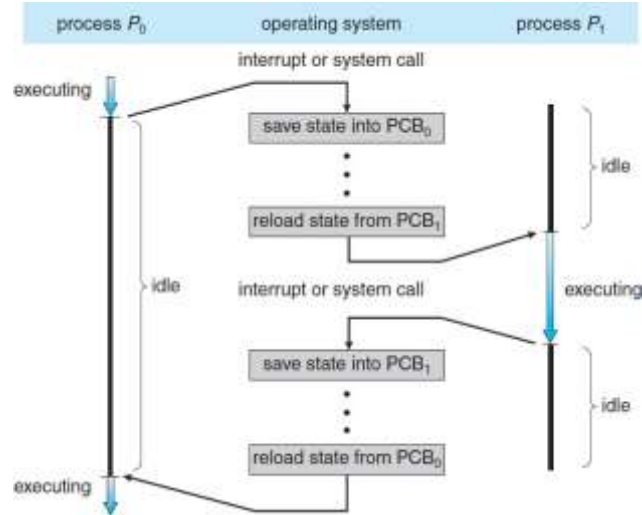 process P₀ operating system process P₁
interrupt or system call
executing
save state into PCB₀
idle
reload state from PCB₁
idle
interrupt or system call
executing
save state into PCB₁
idle
reload state from PCB₀
executing